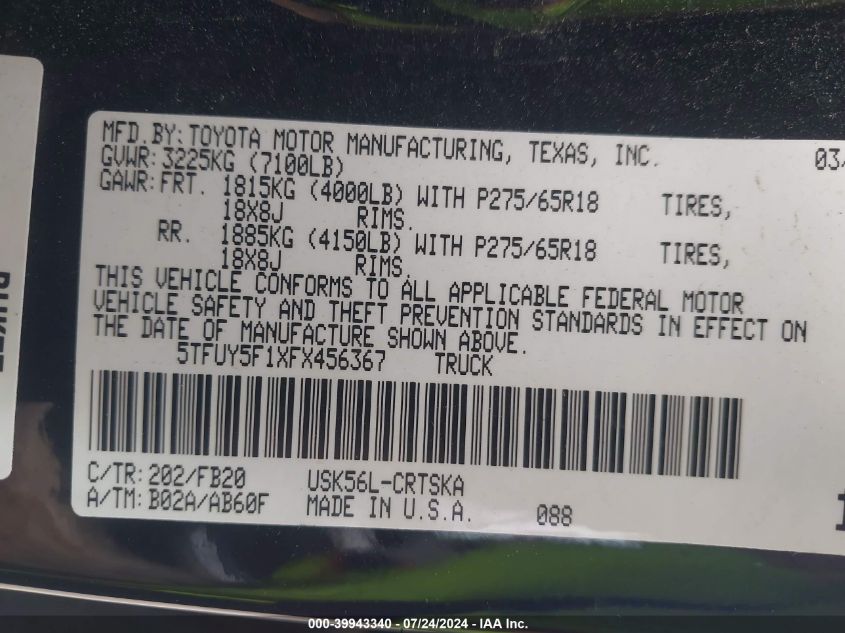 MFD.BY:TOYOTA MOTOR MANUFACTURING, TEXAS, INC. 03
GVWR:3225KG (7100LB)
GAWR:FRT. 1815KG (4000LB) WITH P275/65R18 TIRES,
18X8J RIMS.
RR. 1885KG (4150LB) WITH P275/65R18 TIRES,
18X8J RIMS.
THIS VEHICLE CONFORMS TO ALL APPLICABLE FEDERAL MOTOR
VEHICLE SAFETY AND THEFT PREVENTION STANDARDS IN EFFECT ON
THE DATE OF MANUFACTURE SHOWN ABOVE.
5TFUY5F1XFX456367 TRUCK
C/TR:202/FB20 USK56L-CRTSKA
A/TM:B02A/AB60F MADE IN U.S.A. 088
000-39943340 - 07/24/2024 - IAA Inc.